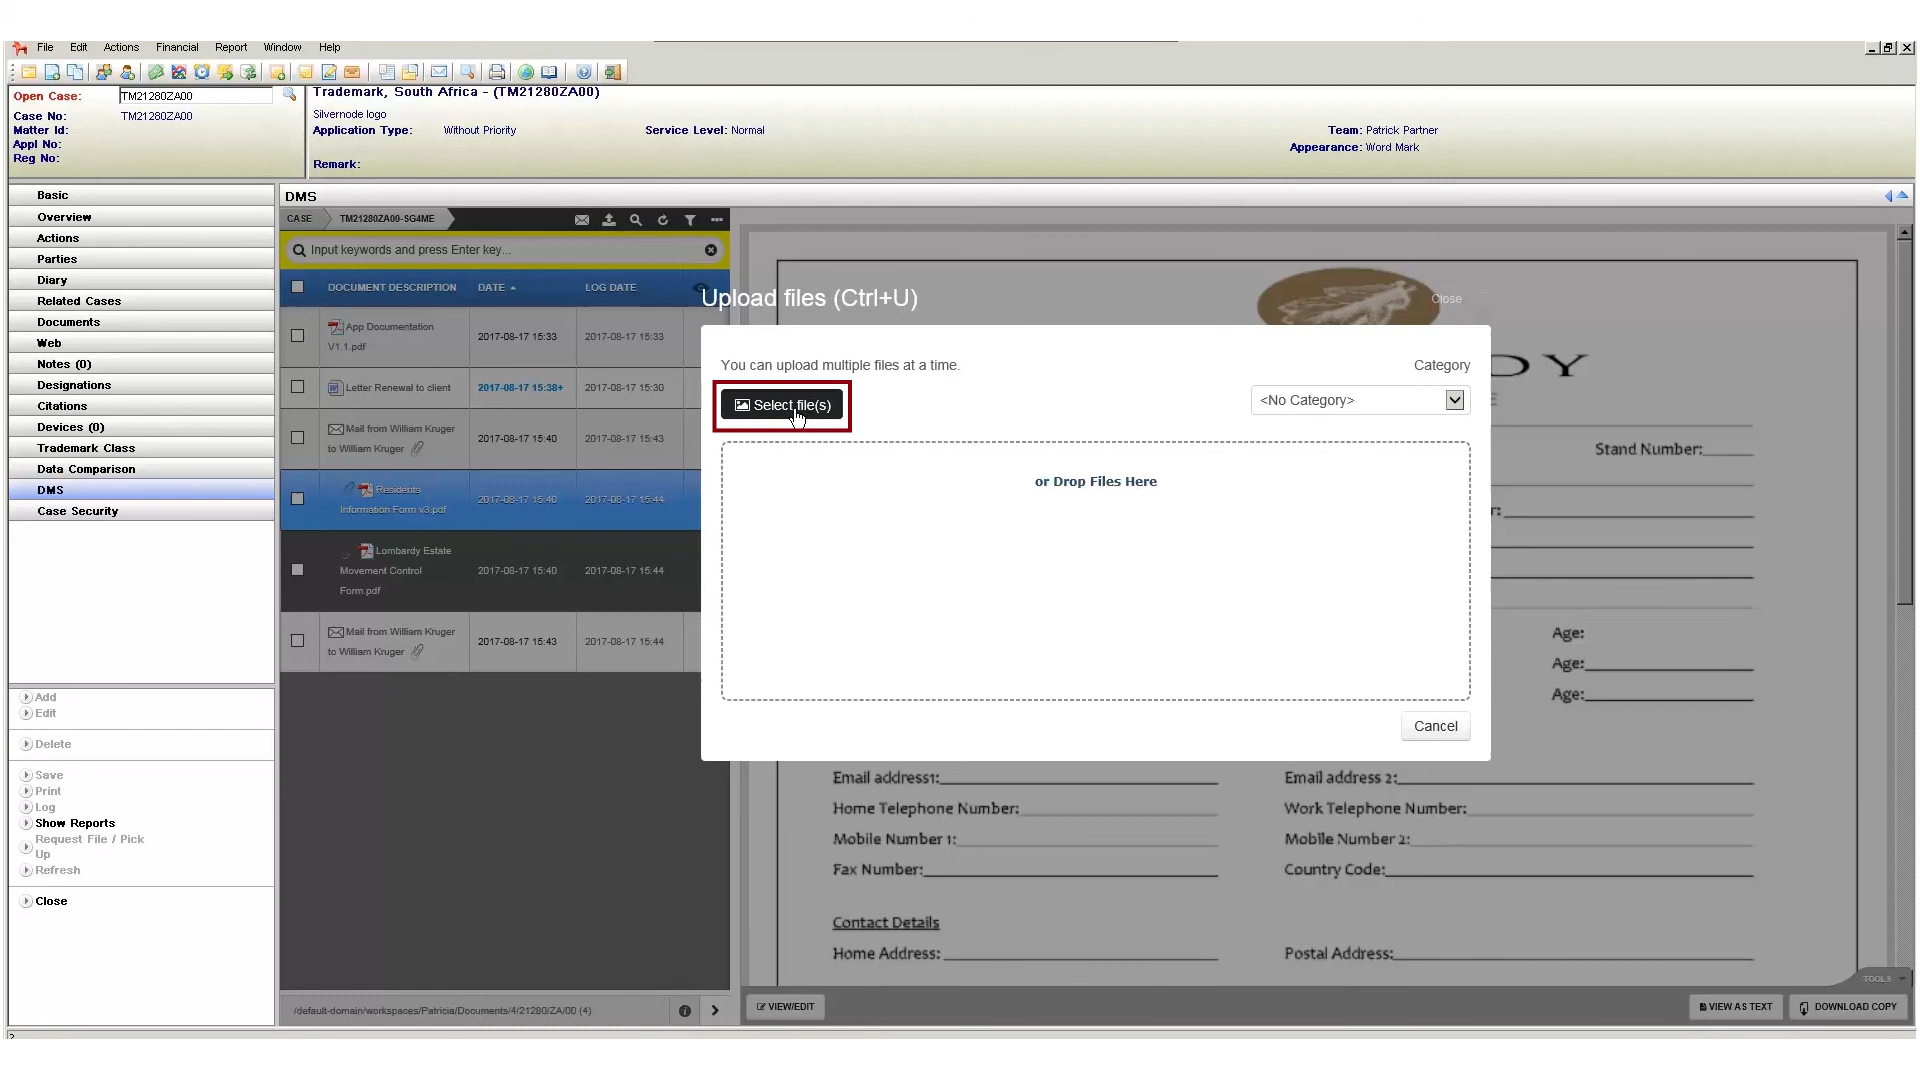 File Edit Actions Financial Report Window Help
Open Case: TM21280ZA00
Case No: TM21280ZA00
Matter Id:
Appl No:
Reg No:
Trademark, South Africa - (TM21280ZA00)
Silvernode logo
Application Type: Without Priority Service Level: Normal
Team: Patrick Partner
Appearance: Word Mark
Remark:
Basic
Overview
Actions
Parties
Diary
Related Cases
Documents
Web
Notes (0)
Designations
Citations
Devices (0)
Trademark Class
Data Comparison
DMS
Case Security
Add
Edit
Delete
Save
Print
Log
Show Reports
Request File / Pick
Up
Refresh
Close
DMS
CASE TM21280ZA00-SG4ME
Input keywords and press Enter key...
DOCUMENT DESCRIPTION DATE LOG DATE
App Documentation
V1.1.pdf
2017-08-17 15:33 2017-08-17 15:33
Letter Renewal to client 2017-08-17 15:38+ 2017-08-17 15:30
Mail from William Kruger
to William Kruger
2017-08-17 15:40 2017-08-17 15:43
Residents
Information Form v3.pdf
2017-08-17 15:40 2017-08-17 15:44
Lombardy Estate
Movement Control
Form.pdf
2017-08-17 15:40 2017-08-17 15:44
Mail from William Kruger
to William Kruger
2017-08-17 15:43 2017-08-17 15:44
/default-domain/workspaces/Patricia/Documents/4/21280/ZA/00 (4)
Upload files (Ctrl+U) Close
You can upload multiple files at a time. Category
Select file(s) <No Category>
or Drop Files Here
Cancel
DY
Stand Number:
Age:
Age:
Age:
Email address1: Email address 2:
Home Telephone Number: Work Telephone Number:
Mobile Number 1: Mobile Number 2:
Fax Number: Country Code:
Contact Details
Home Address: Postal Address:
TOOLS
VIEW/EDIT VIEW AS TEXT DOWNLOAD COPY